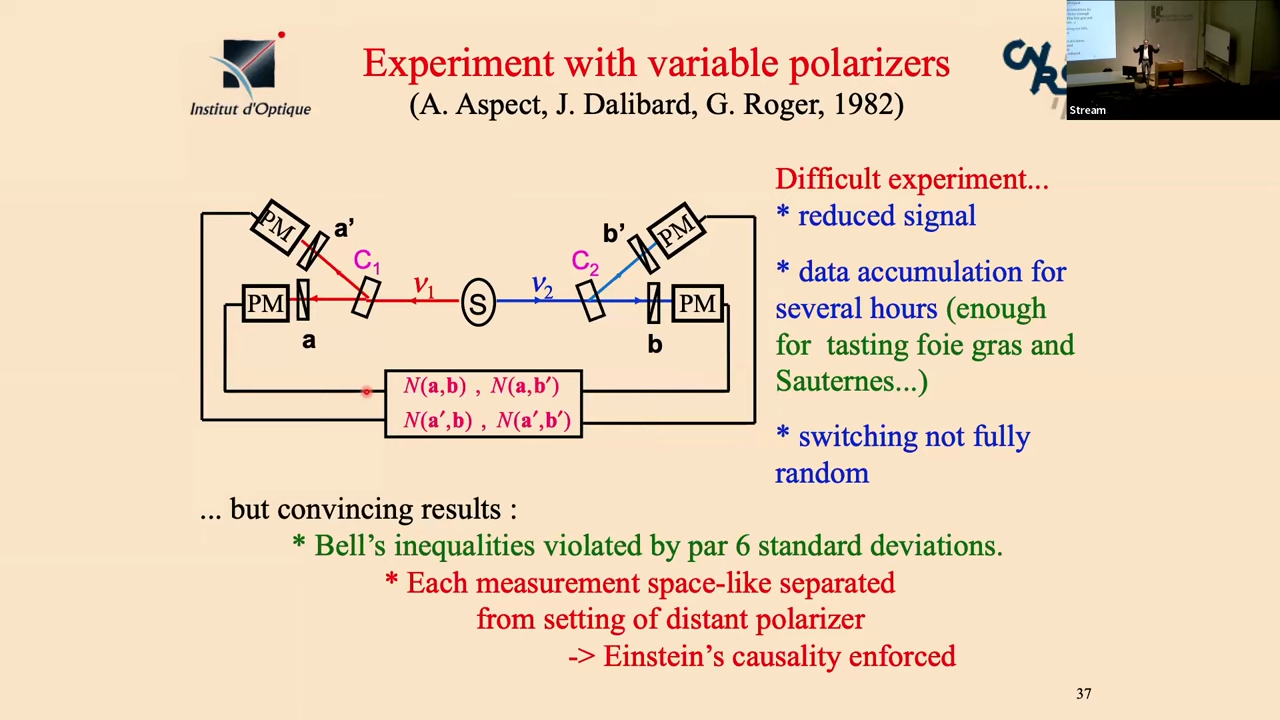 Experiment with variable polarizers
(A. Aspect, J. Dalibard, G. Roger, 1982)
Institut d'Optique
CNRS
Stream
Difficult experiment...
* reduced signal
* data accumulation for
several hours (enough
for tasting foie gras and
Sauternes...)
* switching not fully
random
PM
a’
b’
PM
C1
C2
ν1
ν2
PM
S
PM
a
b
N(a,b) , N(a,b′)
N(a′,b) , N(a′,b′)
... but convincing results :
* Bell’s inequalities violated by par 6 standard deviations.
* Each measurement space-like separated
from setting of distant polarizer
-> Einstein’s causality enforced
37